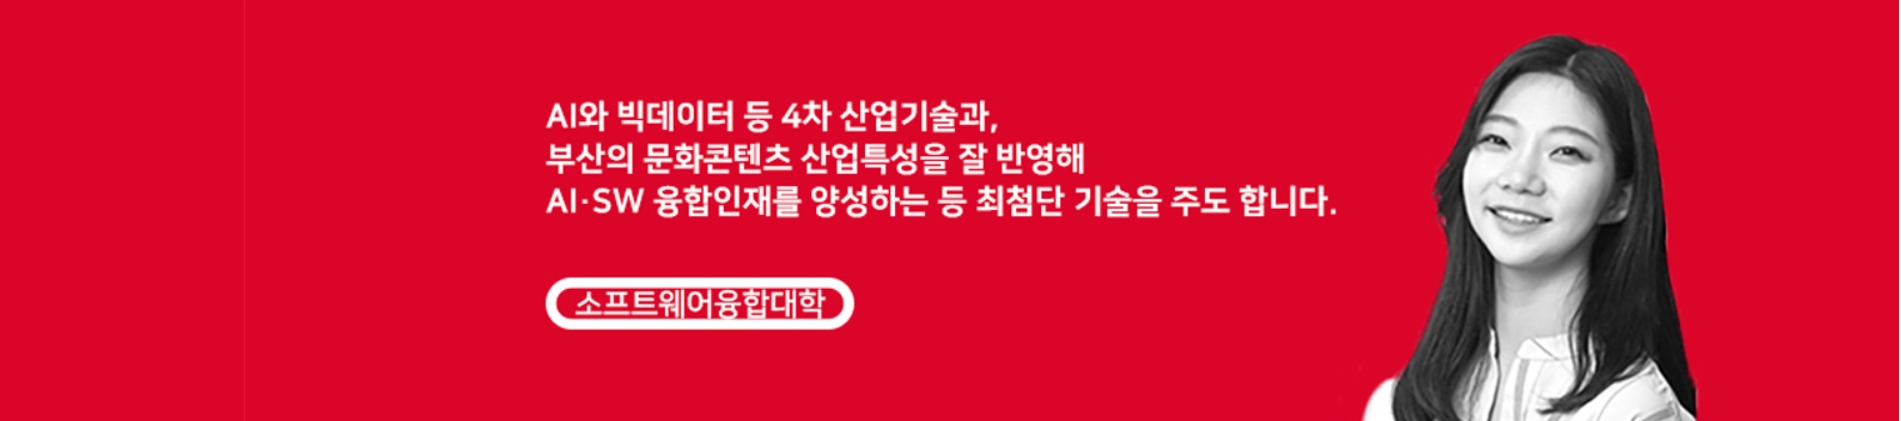 AI와 빅데이터 등 4차 산업기술과,
부산의 문화콘텐츠 산업특성을 잘 반영해
AI·SW 융합인재를 양성하는 등 최첨단 기술을 주도 합니다.
소프트웨어융합대학